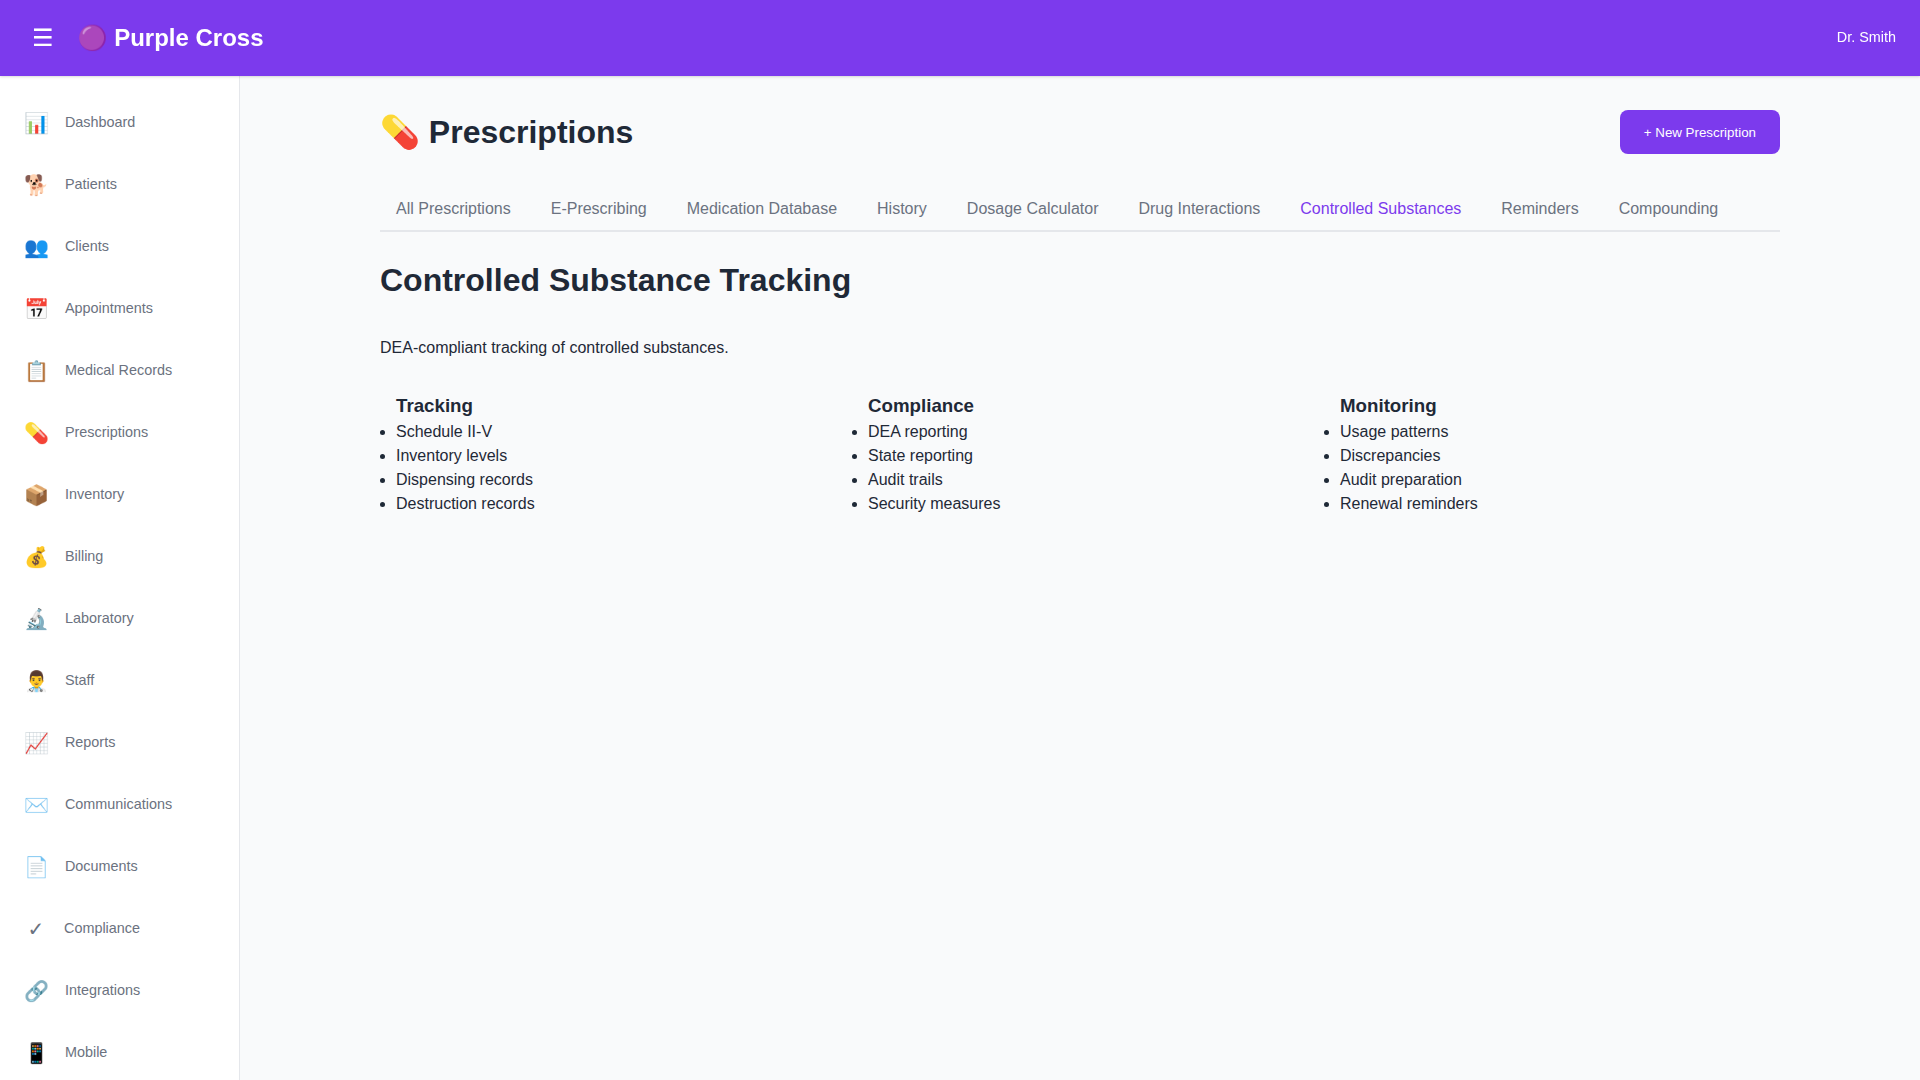 ☰ 🟣 Purple Cross
Dr. Smith
Dashboard
Patients
Clients
Appointments
Medical Records
Prescriptions
Inventory
Billing
Laboratory
Staff
Reports
Communications
Documents
✓ Compliance
Integrations
Mobile
💊 Prescriptions
+ New Prescription
All Prescriptions E-Prescribing Medication Database History Dosage Calculator Drug Interactions Controlled Substances Reminders Compounding
Controlled Substance Tracking
DEA-compliant tracking of controlled substances.
Tracking
• Schedule II-V
• Inventory levels
• Dispensing records
• Destruction records
Compliance
• DEA reporting
• State reporting
• Audit trails
• Security measures
Monitoring
• Usage patterns
• Discrepancies
• Audit preparation
• Renewal reminders